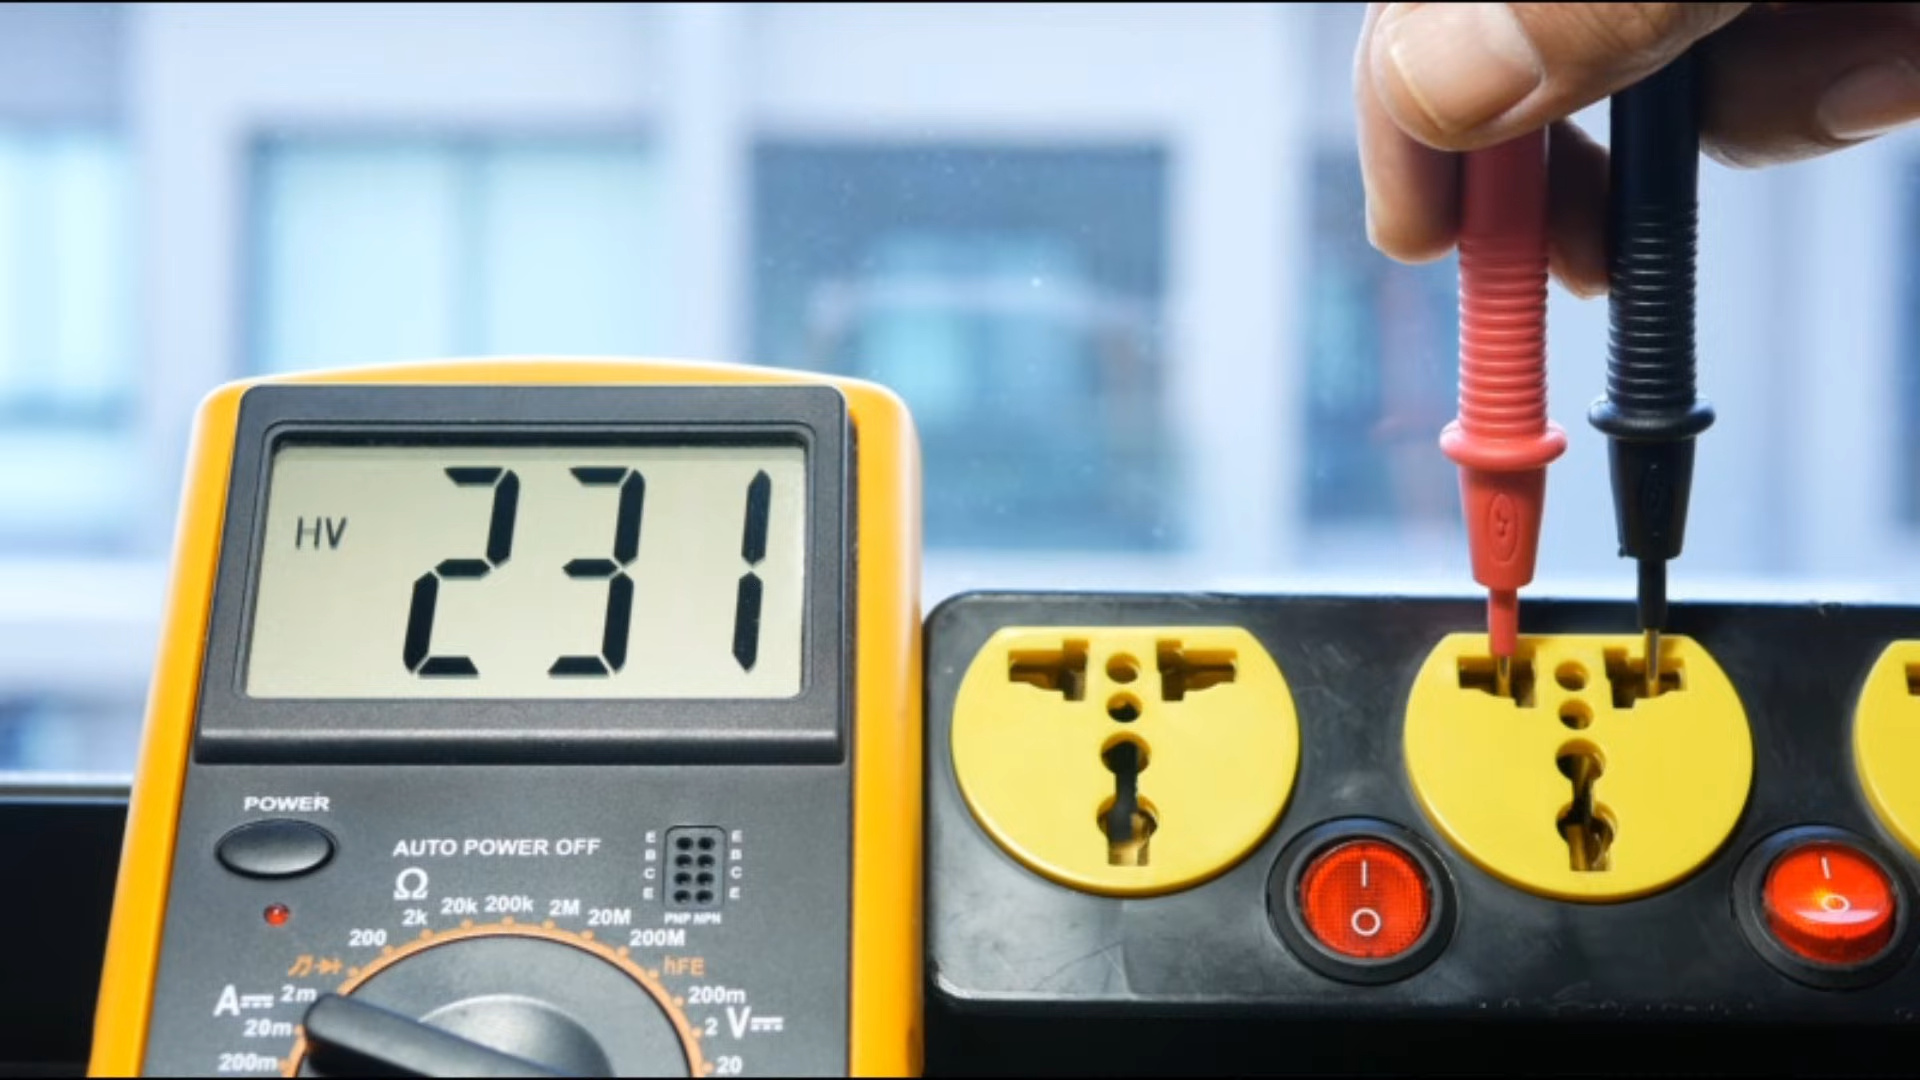 HV 231
POWER
AUTO POWER OFF
E E
B B
C C
E E
PNP NPN
Ω
2k 20k 200k 2M 20M
200 200M
hFE
A 2m 200m
20m 2 V
200m 20
I I
O O